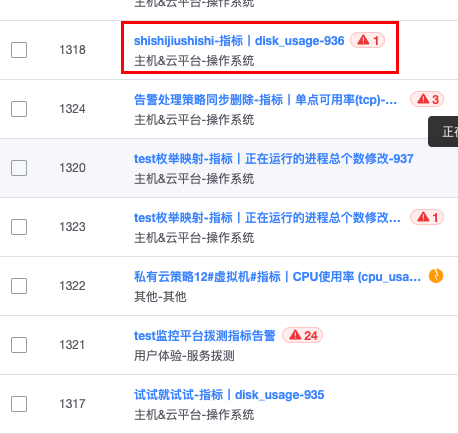 主机&云平台-操作系统
1318
shishijiushishi-指标丨disk_usage-936
1
主机&云平台-操作系统
1324
告警处理策略同步删除-指标丨单点可用率(tcp)-...
3
主机&云平台-操作系统
正在
1320
test枚举映射-指标丨正在运行的进程总个数修改-937
主机&云平台-操作系统
1323
test枚举映射-指标丨正在运行的进程总个数修改...
1
主机&云平台-操作系统
1322
私有云策略12#虚拟机#指标丨CPU使用率 (cpu_usa...
其他-其他
1321
test监控平台拨测指标告警
24
用户体验-服务拨测
1317
试试就试试-指标丨disk_usage-935
主机&云平台-操作系统